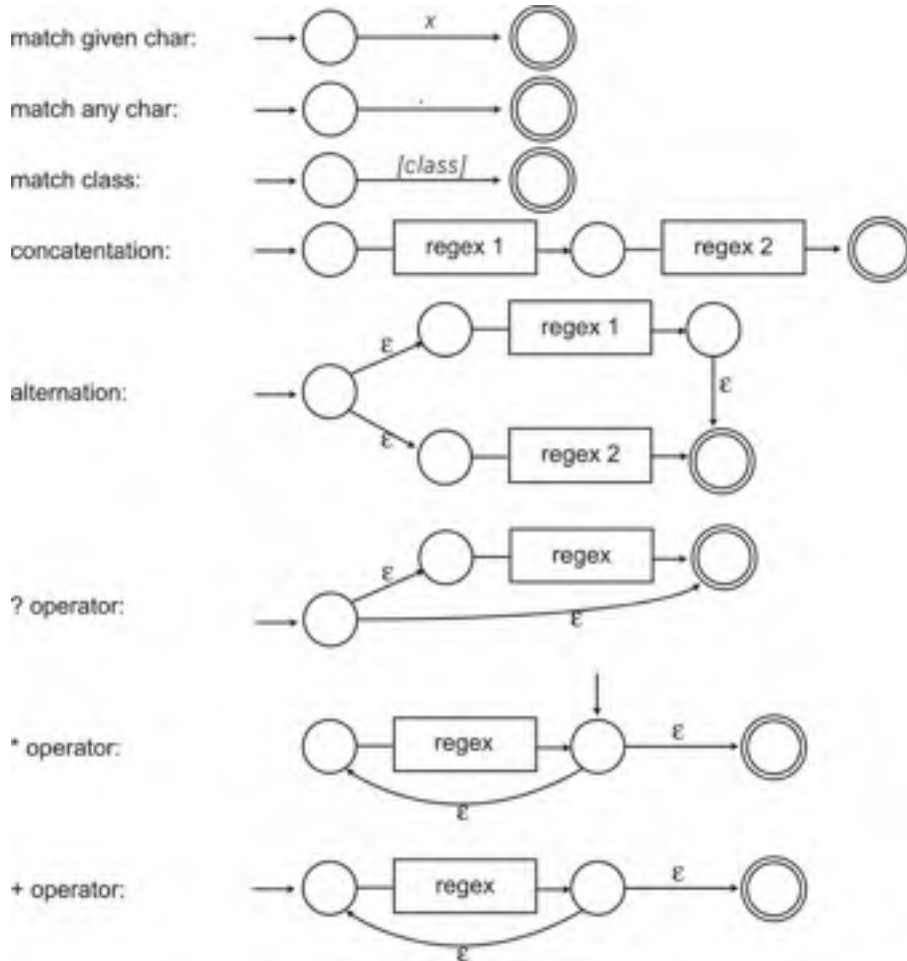 match given char: x
match any char: .
match class: [class]
concatentation: regex 1 regex 2
ε regex 1
alternation: ε
ε regex 2
ε regex
? operator: ε
* operator: regex ε
ε
+ operator: regex ε
ε